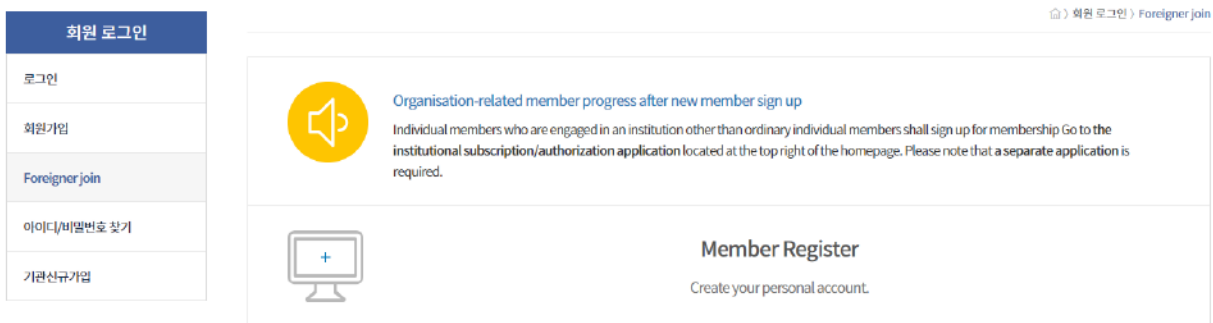 회원 로그인 > Foreigner join
회원 로그인
로그인
회원가입
Foreigner join
아이디/비밀번호 찾기
기관신규가입
Organisation-related member progress after new member sign up
Individual members who are engaged in an institution other than ordinary individual members shall sign up for membership Go to the
institutional subscription/authorization application located at the top right of the homepage. Please note that a separate application is
required.
Member Register
Create your personal account.